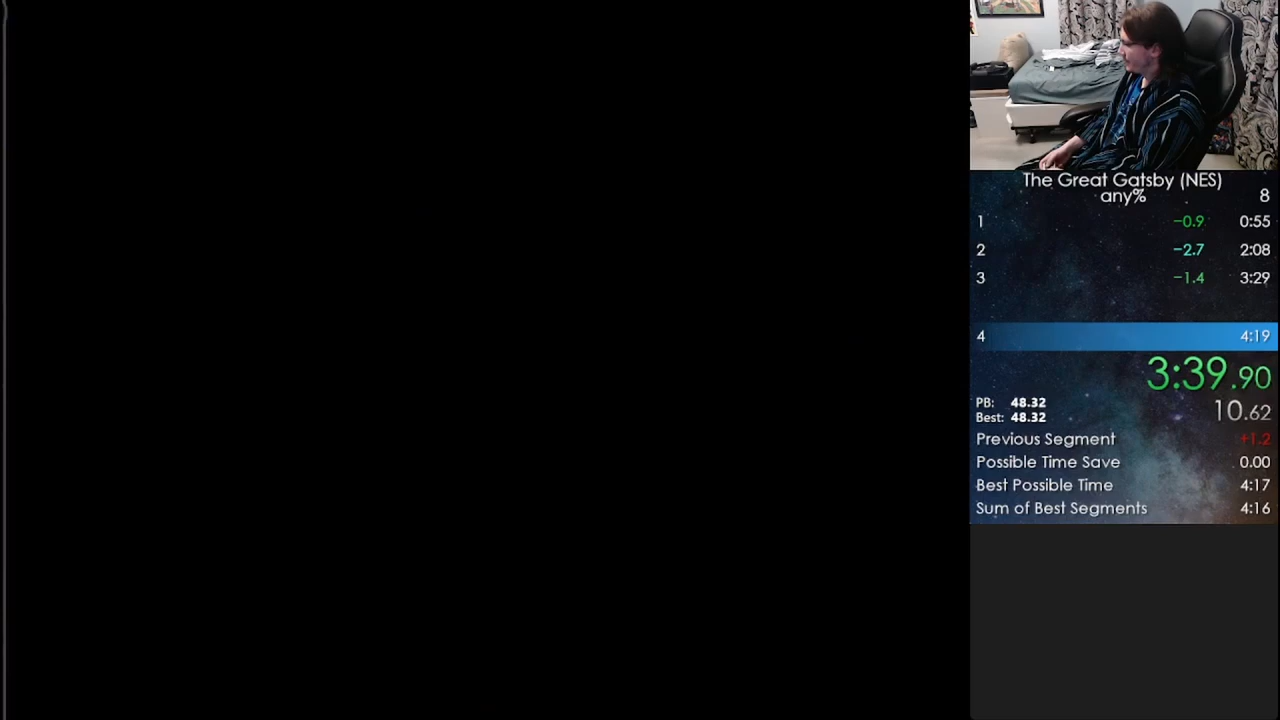 The Great Gatsby (NES)
any% 8
1 −0.9 0:55
2 −2.7 2:08
3 −1.4 3:29
4 4:19
3:39.90
PB: 48.32
Best: 48.32
10.62
Previous Segment +1.2
Possible Time Save 0.00
Best Possible Time 4:17
Sum of Best Segments 4:16